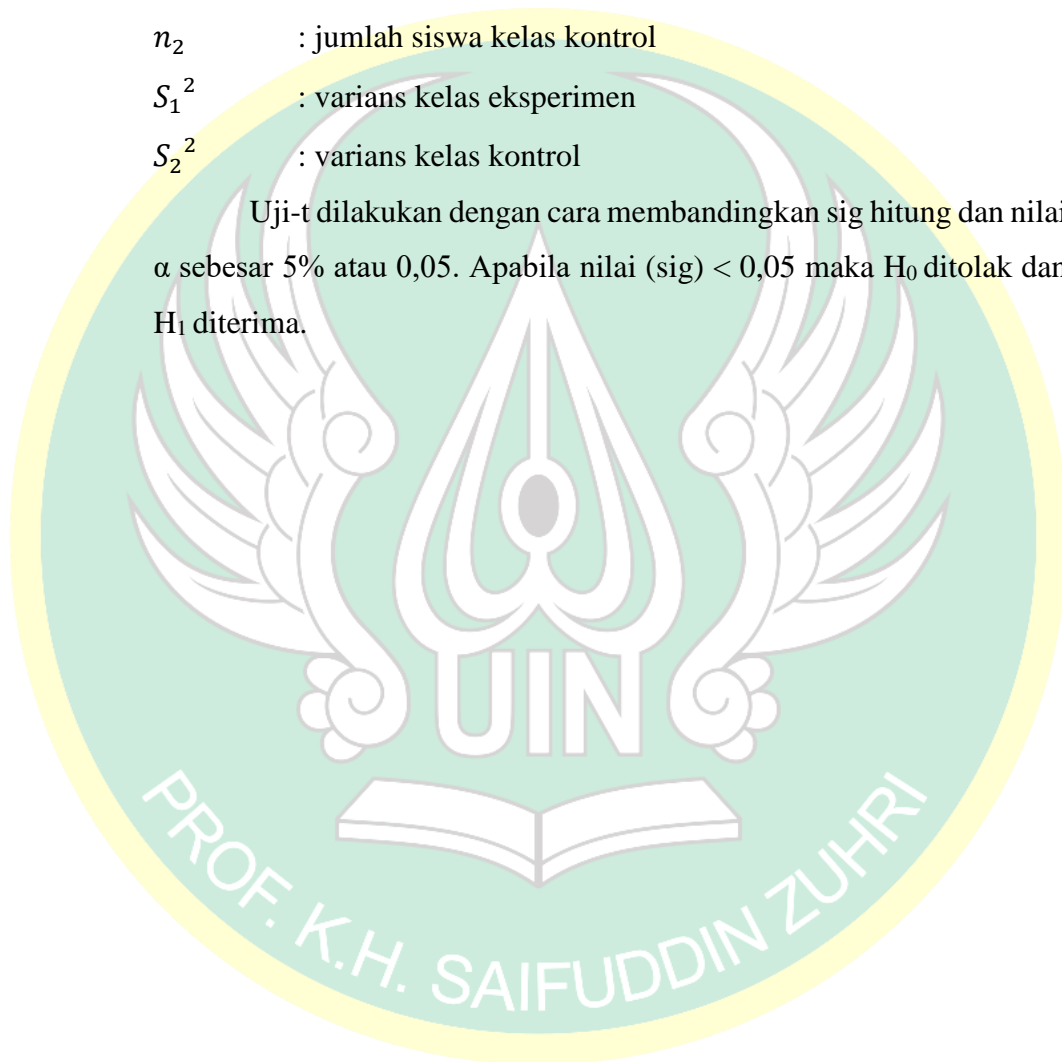 n₂ : jumlah siswa kelas kontrol
S₁² : varians kelas eksperimen
S₂² : varians kelas kontrol
Uji-t dilakukan dengan cara membandingkan sig hitung dan nilai
α sebesar 5% atau 0,05. Apabila nilai (sig) < 0,05 maka H₀ ditolak dan
H₁ diterima.
UIN
PROF. K.H. SAIFUDDIN ZUHRI